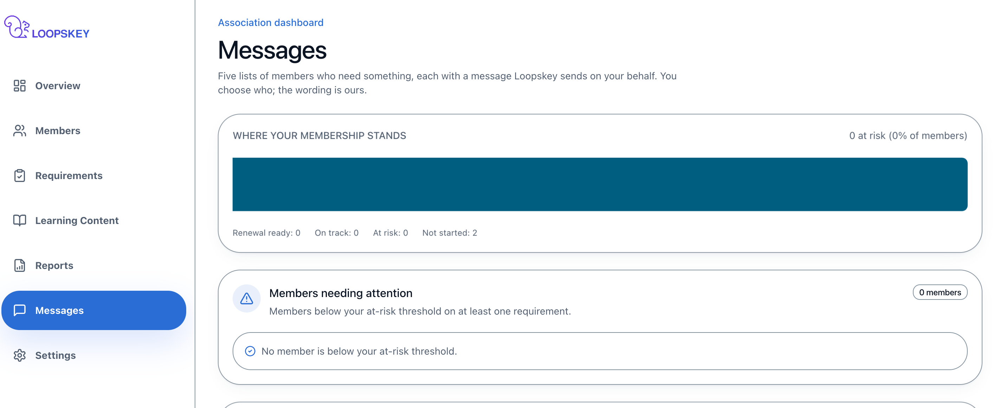 LOOPSKEY
Overview
Members
Requirements
Learning Content
Reports
Messages
Settings
Association dashboard
Messages
Five lists of members who need something, each with a message Loopskey sends on your behalf. You
choose who; the wording is ours.
WHERE YOUR MEMBERSHIP STANDS
0 at risk (0% of members)
Renewal ready: 0 On track: 0 At risk: 0 Not started: 2
Members needing attention
0 members
Members below your at-risk threshold on at least one requirement.
No member is below your at-risk threshold.